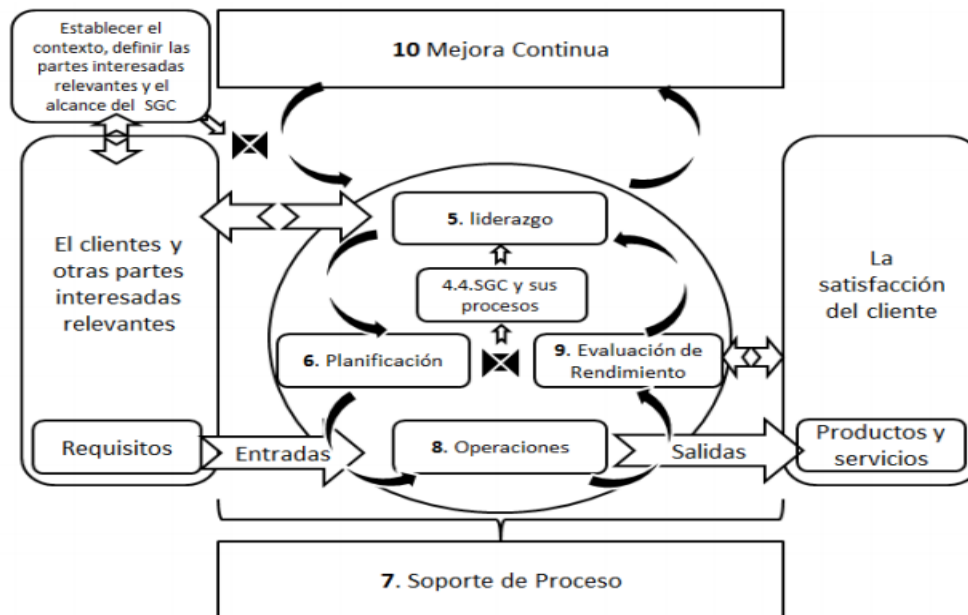 Establecer el
contexto, definir las
partes interesadas
relevantes y el
alcance del SGC
10 Mejora Continua
El clientes y
otras partes
interesadas
relevantes
5. liderazgo
4.4.SGC y sus
procesos
La
satisfacción
del cliente
6. Planificación
9. Evaluación de
Rendimiento
Requisitos
Entradas
8. Operaciones
Salidas
Productos y
servicios
7. Soporte de Proceso